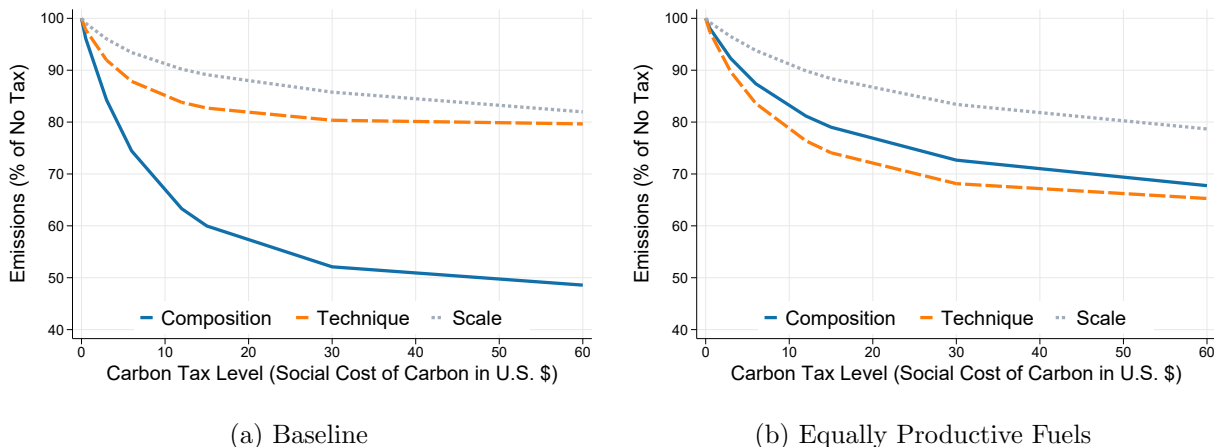 Emissions (% of No Tax)
100
90
80
70
60
50
40
Composition Technique Scale
0 10 20 30 40 50 60
Carbon Tax Level (Social Cost of Carbon in U.S. $)
(a) Baseline
Emissions (% of No Tax)
100
90
80
70
60
50
40
Composition Technique Scale
0 10 20 30 40 50 60
Carbon Tax Level (Social Cost of Carbon in U.S. $)
(b) Equally Productive Fuels